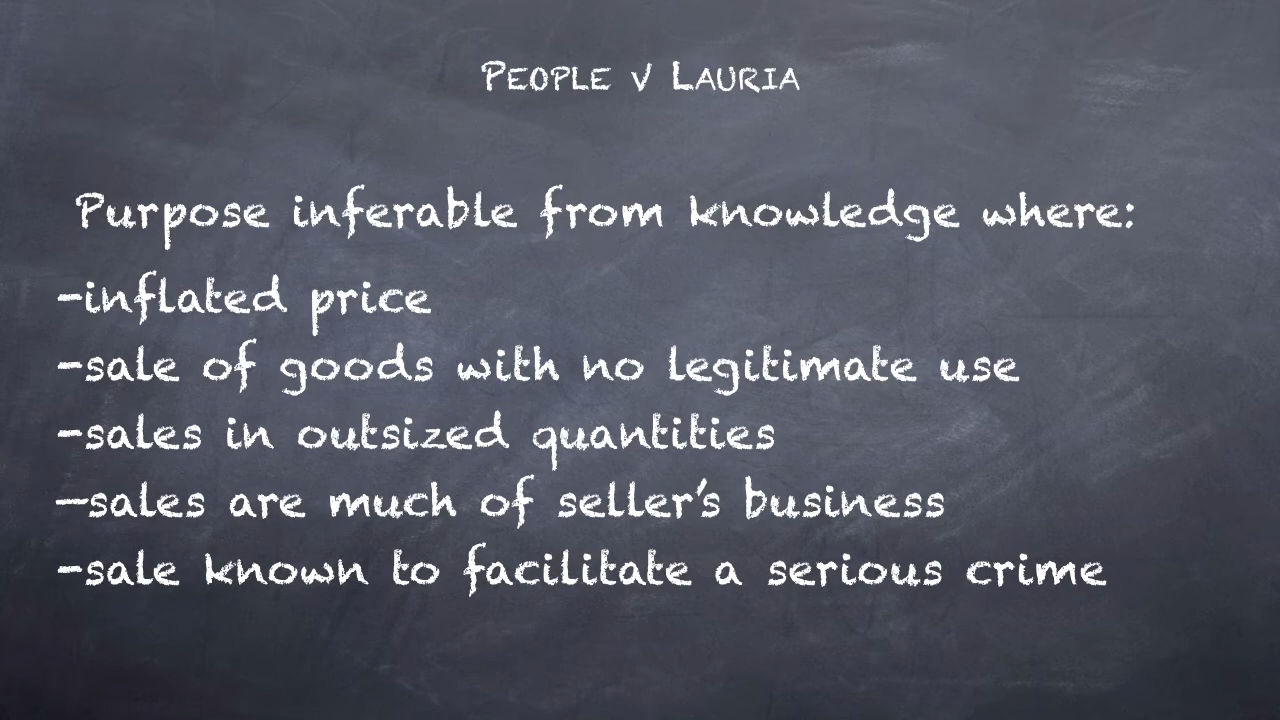 People v Lauria
Purpose inferable from knowledge where:
-inflated price
-sale of goods with no legitimate use
-sales in outsized quantities
—sales are much of seller’s business
-sale known to facilitate a serious crime